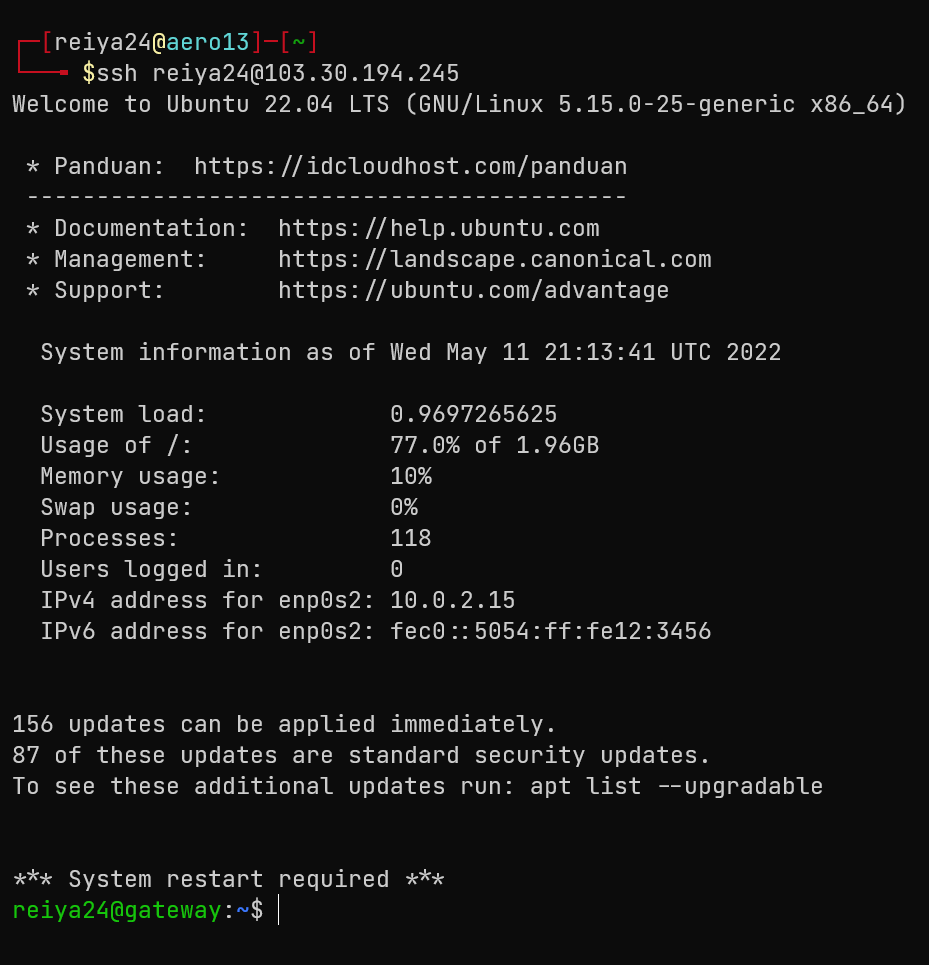 ┌─[reiya24@aero13]─[~]
└──╼ $ssh reiya24@103.30.194.245
Welcome to Ubuntu 22.04 LTS (GNU/Linux 5.15.0-25-generic x86_64)
* Panduan:  https://idcloudhost.com/panduan
-------------------------------------------
* Documentation:  https://help.ubuntu.com
* Management:     https://landscape.canonical.com
* Support:        https://ubuntu.com/advantage
System information as of Wed May 11 21:13:41 UTC 2022
System load:             0.9697265625
Usage of /:              77.0% of 1.96GB
Memory usage:            10%
Swap usage:              0%
Processes:               118
Users logged in:         0
IPv4 address for enp0s2: 10.0.2.15
IPv6 address for enp0s2: fec0::5054:ff:fe12:3456
156 updates can be applied immediately.
87 of these updates are standard security updates.
To see these additional updates run: apt list --upgradable
*** System restart required ***
reiya24@gateway:~$